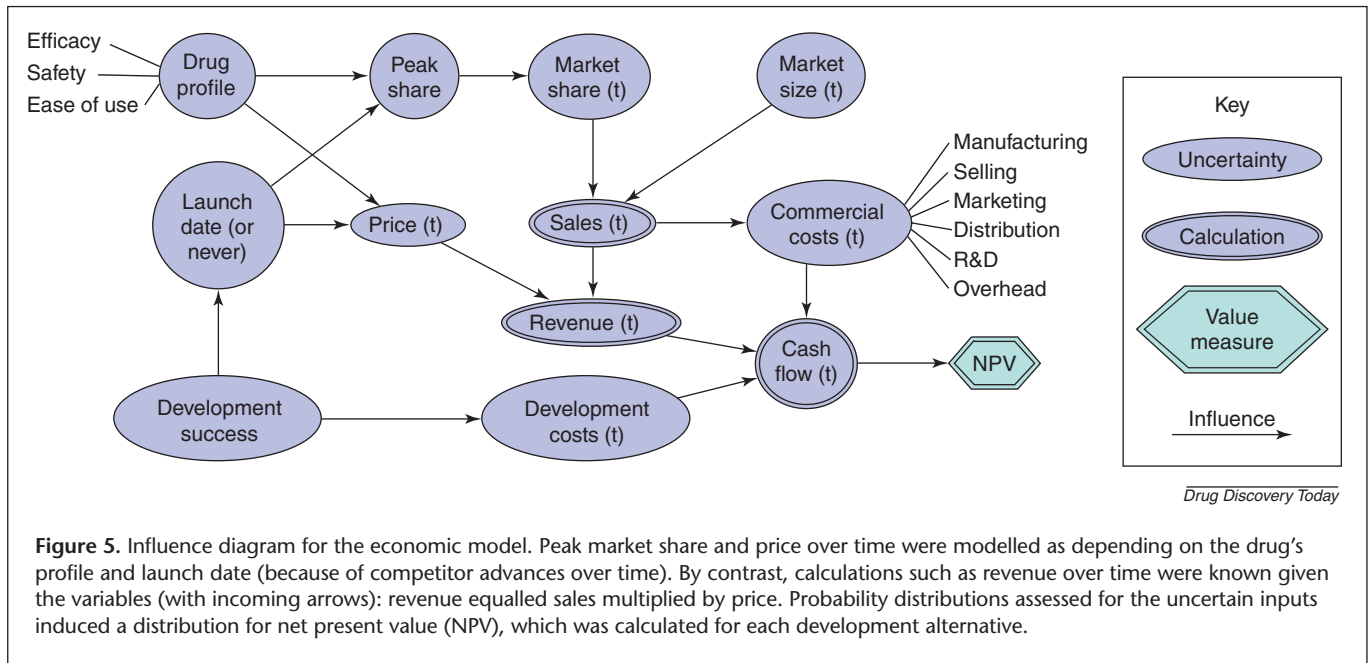 Efficacy
Safety
Ease of use
Drug
profile
Peak
share
Market
share (t)
Market
size (t)
Launch
date (or
never)
Price (t)
Sales (t)
Commercial
costs (t)
Manufacturing
Selling
Marketing
Distribution
R&D
Overhead
Revenue (t)
Cash
flow (t)
NPV
Development
success
Development
costs (t)
Key
Uncertainty
Calculation
Value
measure
Influence
Drug Discovery Today
Figure 5. Influence diagram for the economic model. Peak market share and price over time were modelled as depending on the drug's
profile and launch date (because of competitor advances over time). By contrast, calculations such as revenue over time were known given
the variables (with incoming arrows): revenue equalled sales multiplied by price. Probability distributions assessed for the uncertain inputs
induced a distribution for net present value (NPV), which was calculated for each development alternative.